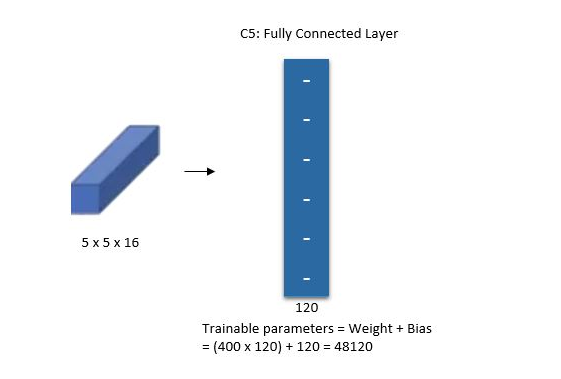 C5: Fully Connected Layer
5 x 5 x 16
120
Trainable parameters = Weight + Bias
= (400 x 120) + 120 = 48120